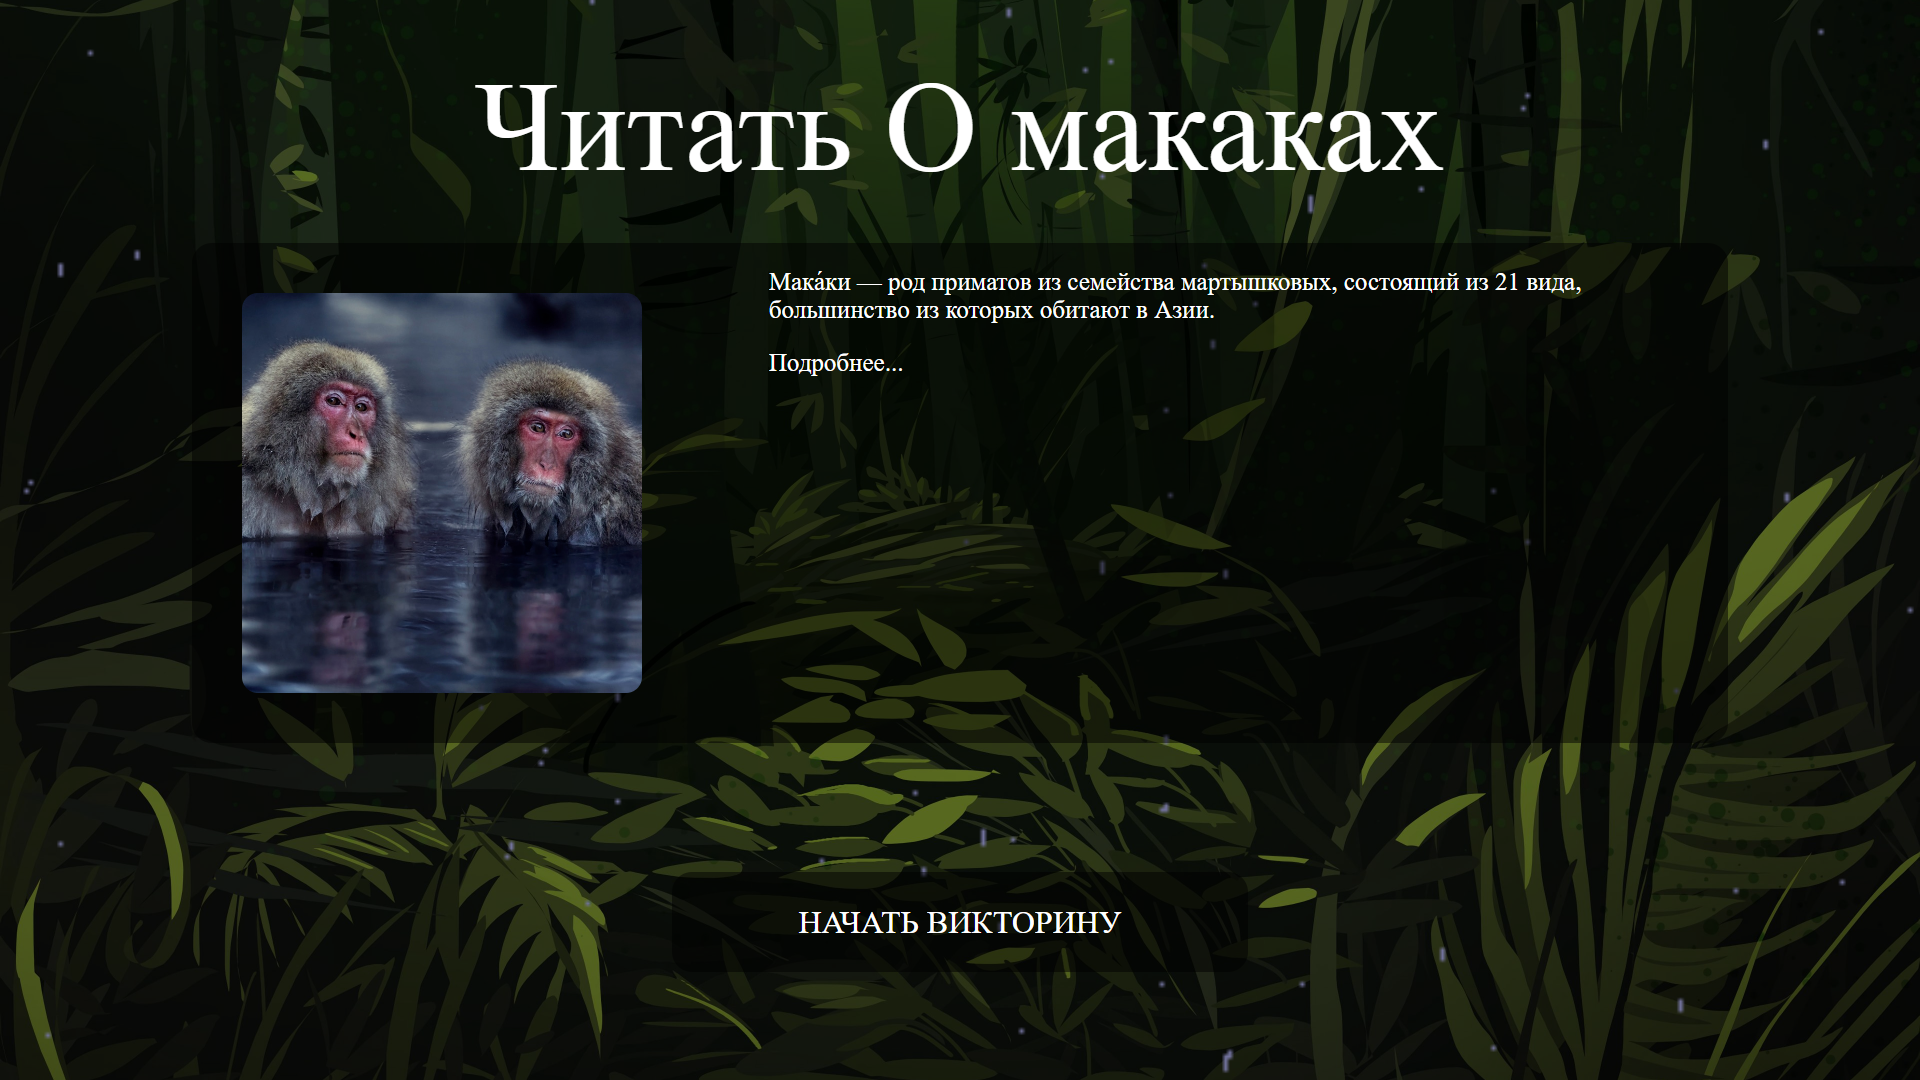 Читать О макаках
Мака́ки — род приматов из семейства мартышковых, состоящий из 21 вида,
большинство из которых обитают в Азии.
Подробнее...
НАЧАТЬ ВИКТОРИНУ